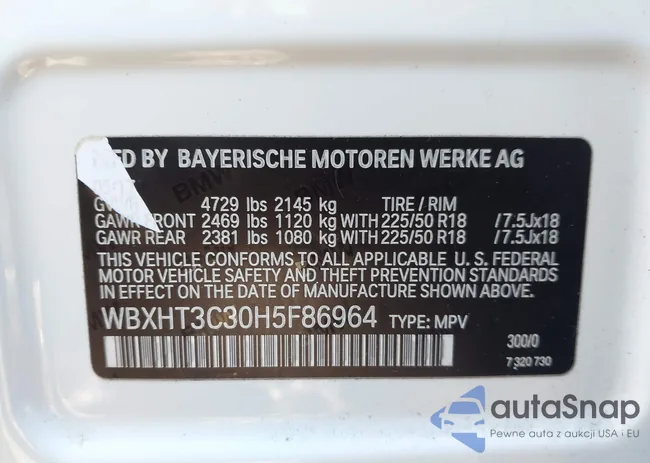 MFD BY BAYERISCHE MOTOREN WERKE AG
4729 lbs 2145 kg TIRE / RIM
GAWR FRONT 2469 lbs 1120 kg WITH 225/50 R18 /7.5Jx18
GAWR REAR 2381 lbs 1080 kg WITH 225/50 R18 /7.5Jx18
THIS VEHICLE CONFORMS TO ALL APPLICABLE U. S. FEDERAL
MOTOR VEHICLE SAFETY AND THEFT PREVENTION STANDARDS
IN EFFECT ON THE DATE OF MANUFACTURE SHOWN ABOVE.
WBXHT3C30H5F86964 TYPE: MPV
300/0
7 320 730
autaSnap
Pewne auta z aukcji USA i EU